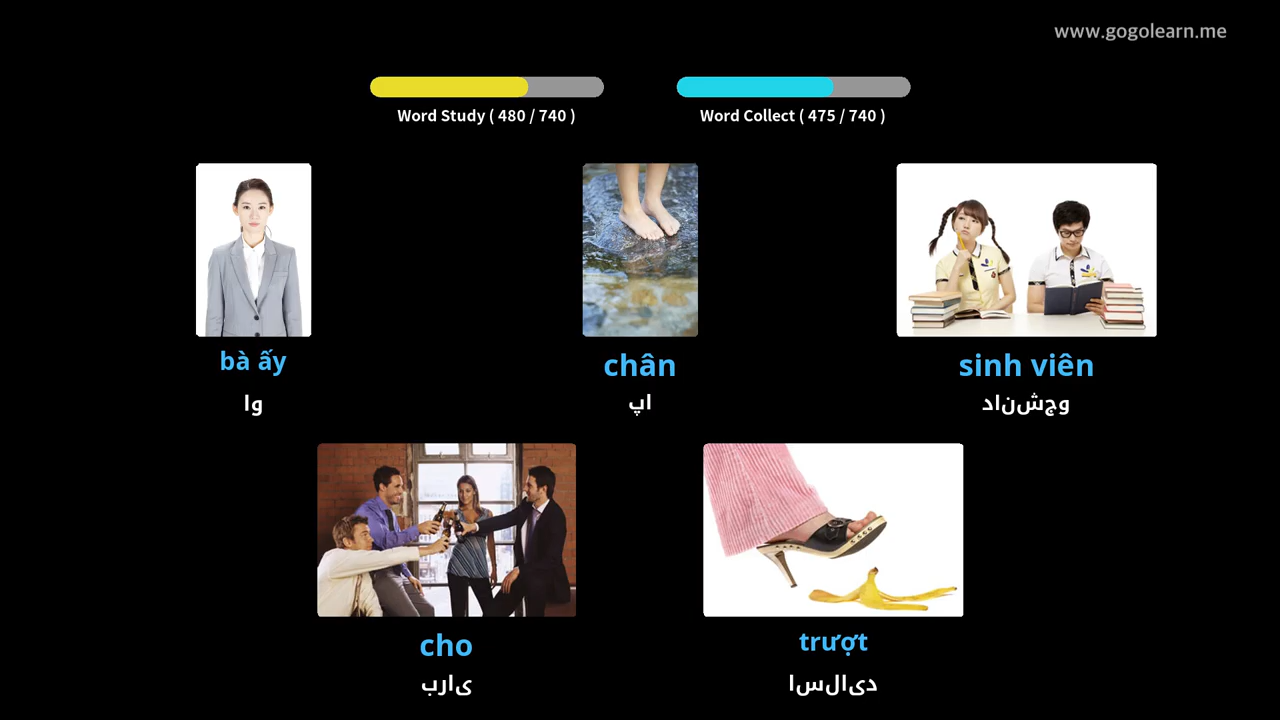 www.gogolearn.me
Word Study ( 480 / 740 )
Word Collect ( 475 / 740 )
bà ấy
او
chân
پا
sinh viên
دانشجو
cho
برای
trượt
اسلاید